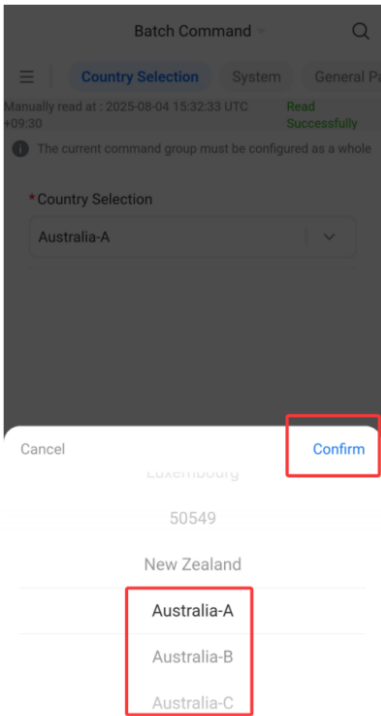 Batch Command
Country Selection System General Pa
Manually read at : 2025-08-04 15:32:33 UTC +09:30
Read Successfully
The current command group must be configured as a whole
*Country Selection
Australia-A
Cancel
Confirm
Luxembourg
50549
New Zealand
Australia-A
Australia-B
Australia-C